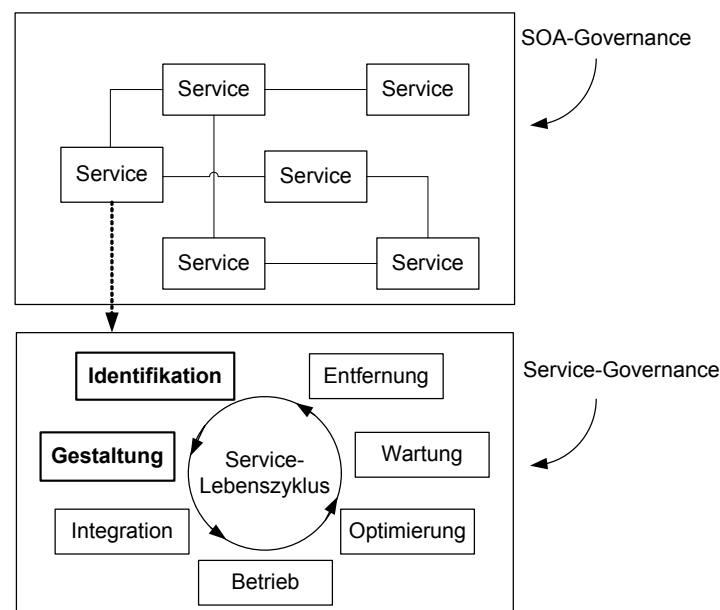 SOA-Governance
Service
Service
Service
Service
Service
Service
Service-Governance
Identifikation
Entfernung
Gestaltung
Service-
Lebenszyklus
Wartung
Integration
Optimierung
Betrieb